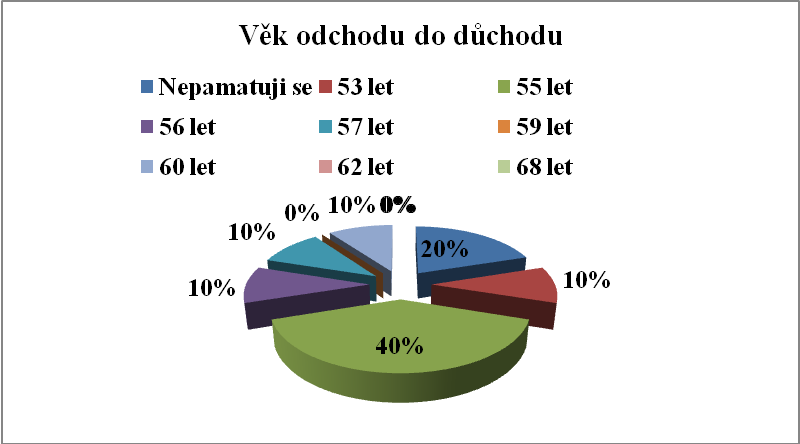 Věk odchodu do důchodu
Nepamatuji se 53 let 55 let
56 let 57 let 59 let
60 let 62 let 68 let
0% 10% 0% 0%
10% 20%
10% 10%
40%